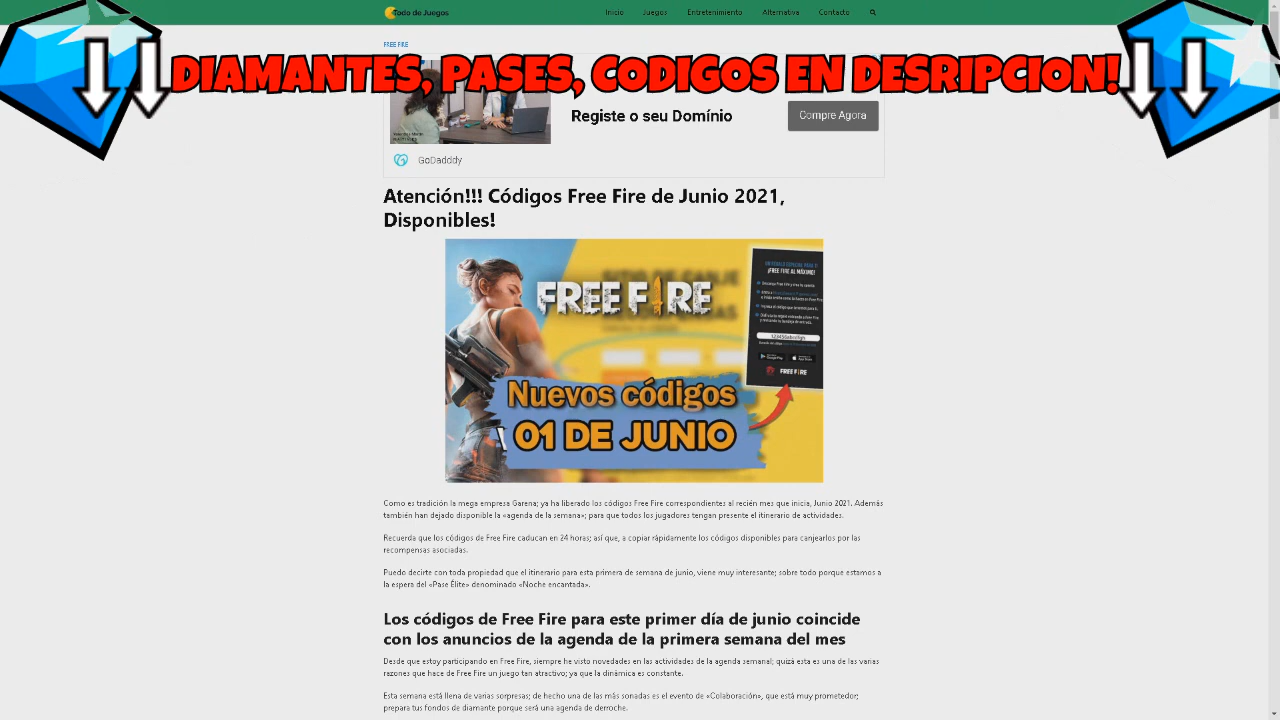 Todo de Juegos
Inicio Juegos Entretenimiento Alternativa Contacto
FREE FIRE
DIAMANTES, PASES, CODIGOS EN DESRIPCION!
Registe o seu Domínio
Compre Agora
GoDadddy
Atención!!! Códigos Free Fire de Junio 2021,
Disponibles!
FREE FIRE
¡FREE FIRE AL MÁXIMO!
FREE FIRE
Nuevos códigos
01 DE JUNIO
Como es tradición la mega empresa Garena; ya ha liberado los códigos Free Fire correspondientes al recién mes que inicia, Junio 2021. Además
también han dejado disponible la «agenda de la semana»; para que todos los jugadores tengan presente el itinerario de actividades.
Recuerda que los códigos de Free Fire caducan en 24 horas; así que, a copiar rápidamente los códigos disponibles para canjearlos por las
recompensas asociadas.
Puedo decirte con toda propiedad que el itinerario para esta primera de semana de junio, viene muy interesante; sobre todo porque estamos a
la espera del «Pase Élite» denominado «Noche encantada».
Los códigos de Free Fire para este primer día de junio coincide
con los anuncios de la agenda de la primera semana del mes
Desde que estoy participando en Free Fire, siempre he visto novedades en las actividades de la agenda semanal; quizá esta es una de las varias
razones que hace de Free Fire un juego tan atractivo; ya que la dinámica es constante.
Esta semana está llena de varias sorpresas; de hecho una de las más sonadas es el evento de «Colaboración», que está muy prometedor;
prepara tus fondos de diamante porque será una agenda de derroche.